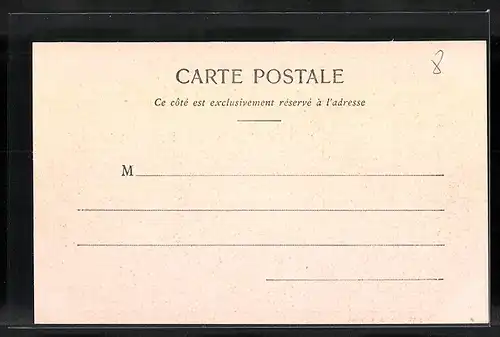 CARTE POSTALE
8
Ce côté est exclusivement réservé à l'adresse
M